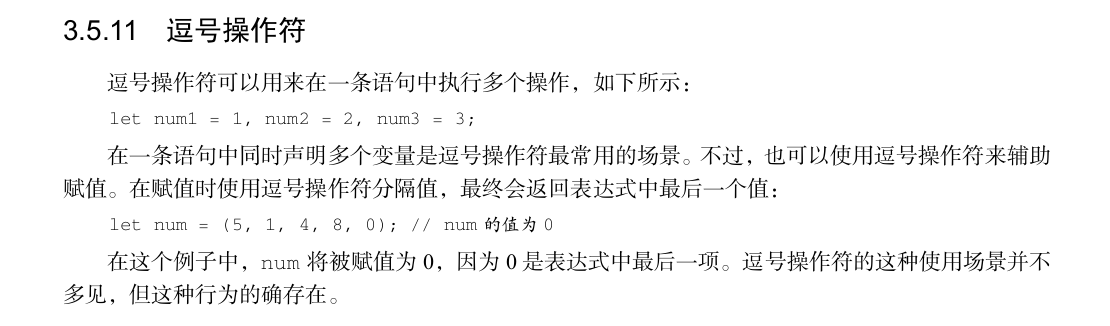 3.5.11 逗号操作符
逗号操作符可以用来在一条语句中执行多个操作，如下所示：
let num1 = 1, num2 = 2, num3 = 3;
在一条语句中同时声明多个变量是逗号操作符最常用的场景。不过，也可以使用逗号操作符来辅助
赋值。在赋值时使用逗号操作符分隔值，最终会返回表达式中最后一个值：
let num = (5, 1, 4, 8, 0); // num 的值为 0
在这个例子中，num 将被赋值为 0，因为 0 是表达式中最后一项。逗号操作符的这种使用场景并不
多见，但这种行为的确存在。